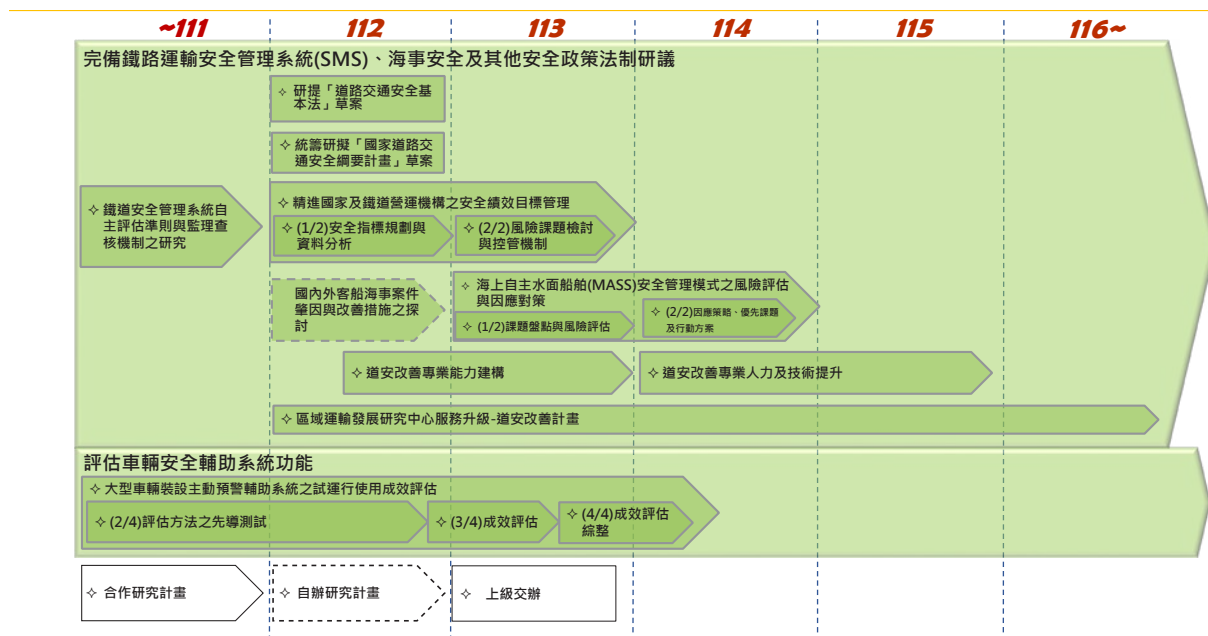 ~111 112 113 114 115 116~
完備鐵路運輸安全管理系統(SMS)、海事安全及其他安全政策法制研議
✧ 研提「道路交通安全基
本法」草案
✧ 統籌研擬「國家道路交
通安全綱要計畫」草案
✧ 鐵道安全管理系統自
主評估準則與監理查
核機制之研究
✧ 精進國家及鐵道營運機構之安全績效目標管理
✧ (1/2)安全指標規劃與
資料分析
✧ (2/2)風險課題檢討
與控管機制
國內外客船海事案件
肇因與改善措施之探
討
✧ 海上自主水面船舶(MASS)安全管理模式之風險評估
與因應對策
✧ (1/2)課題盤點與風險評估
✧ (2/2)因應策略、優先課題
及行動方案
✧ 道安改善專業能力建構
✧ 道安改善專業人力及技術提升
✧ 區域運輸發展研究中心服務升級-道安改善計畫
評估車輛安全輔助系統功能
✧ 大型車輛裝設主動預警輔助系統之試運行使用成效評估
✧ (2/4)評估方法之先導測試
✧ (3/4)成效評估
✧ (4/4)成效評估
綜整
✧ 合作研究計畫
✧ 自辦研究計畫
✧ 上級交辦